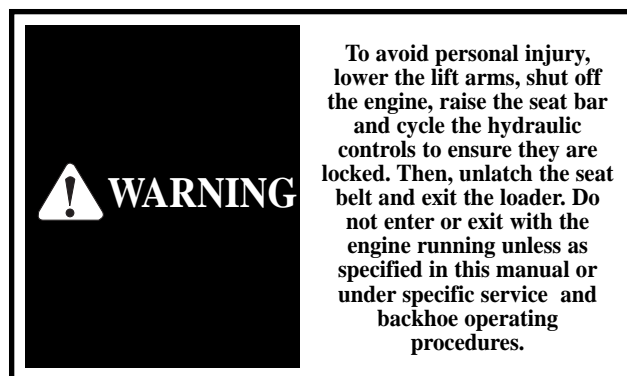 WARNING
To avoid personal injury,
lower the lift arms, shut off
the engine, raise the seat bar
and cycle the hydraulic
controls to ensure they are
locked. Then, unlatch the seat
belt and exit the loader. Do
not enter or exit with the
engine running unless as
specified in this manual or
under specific service  and
backhoe operating
procedures.